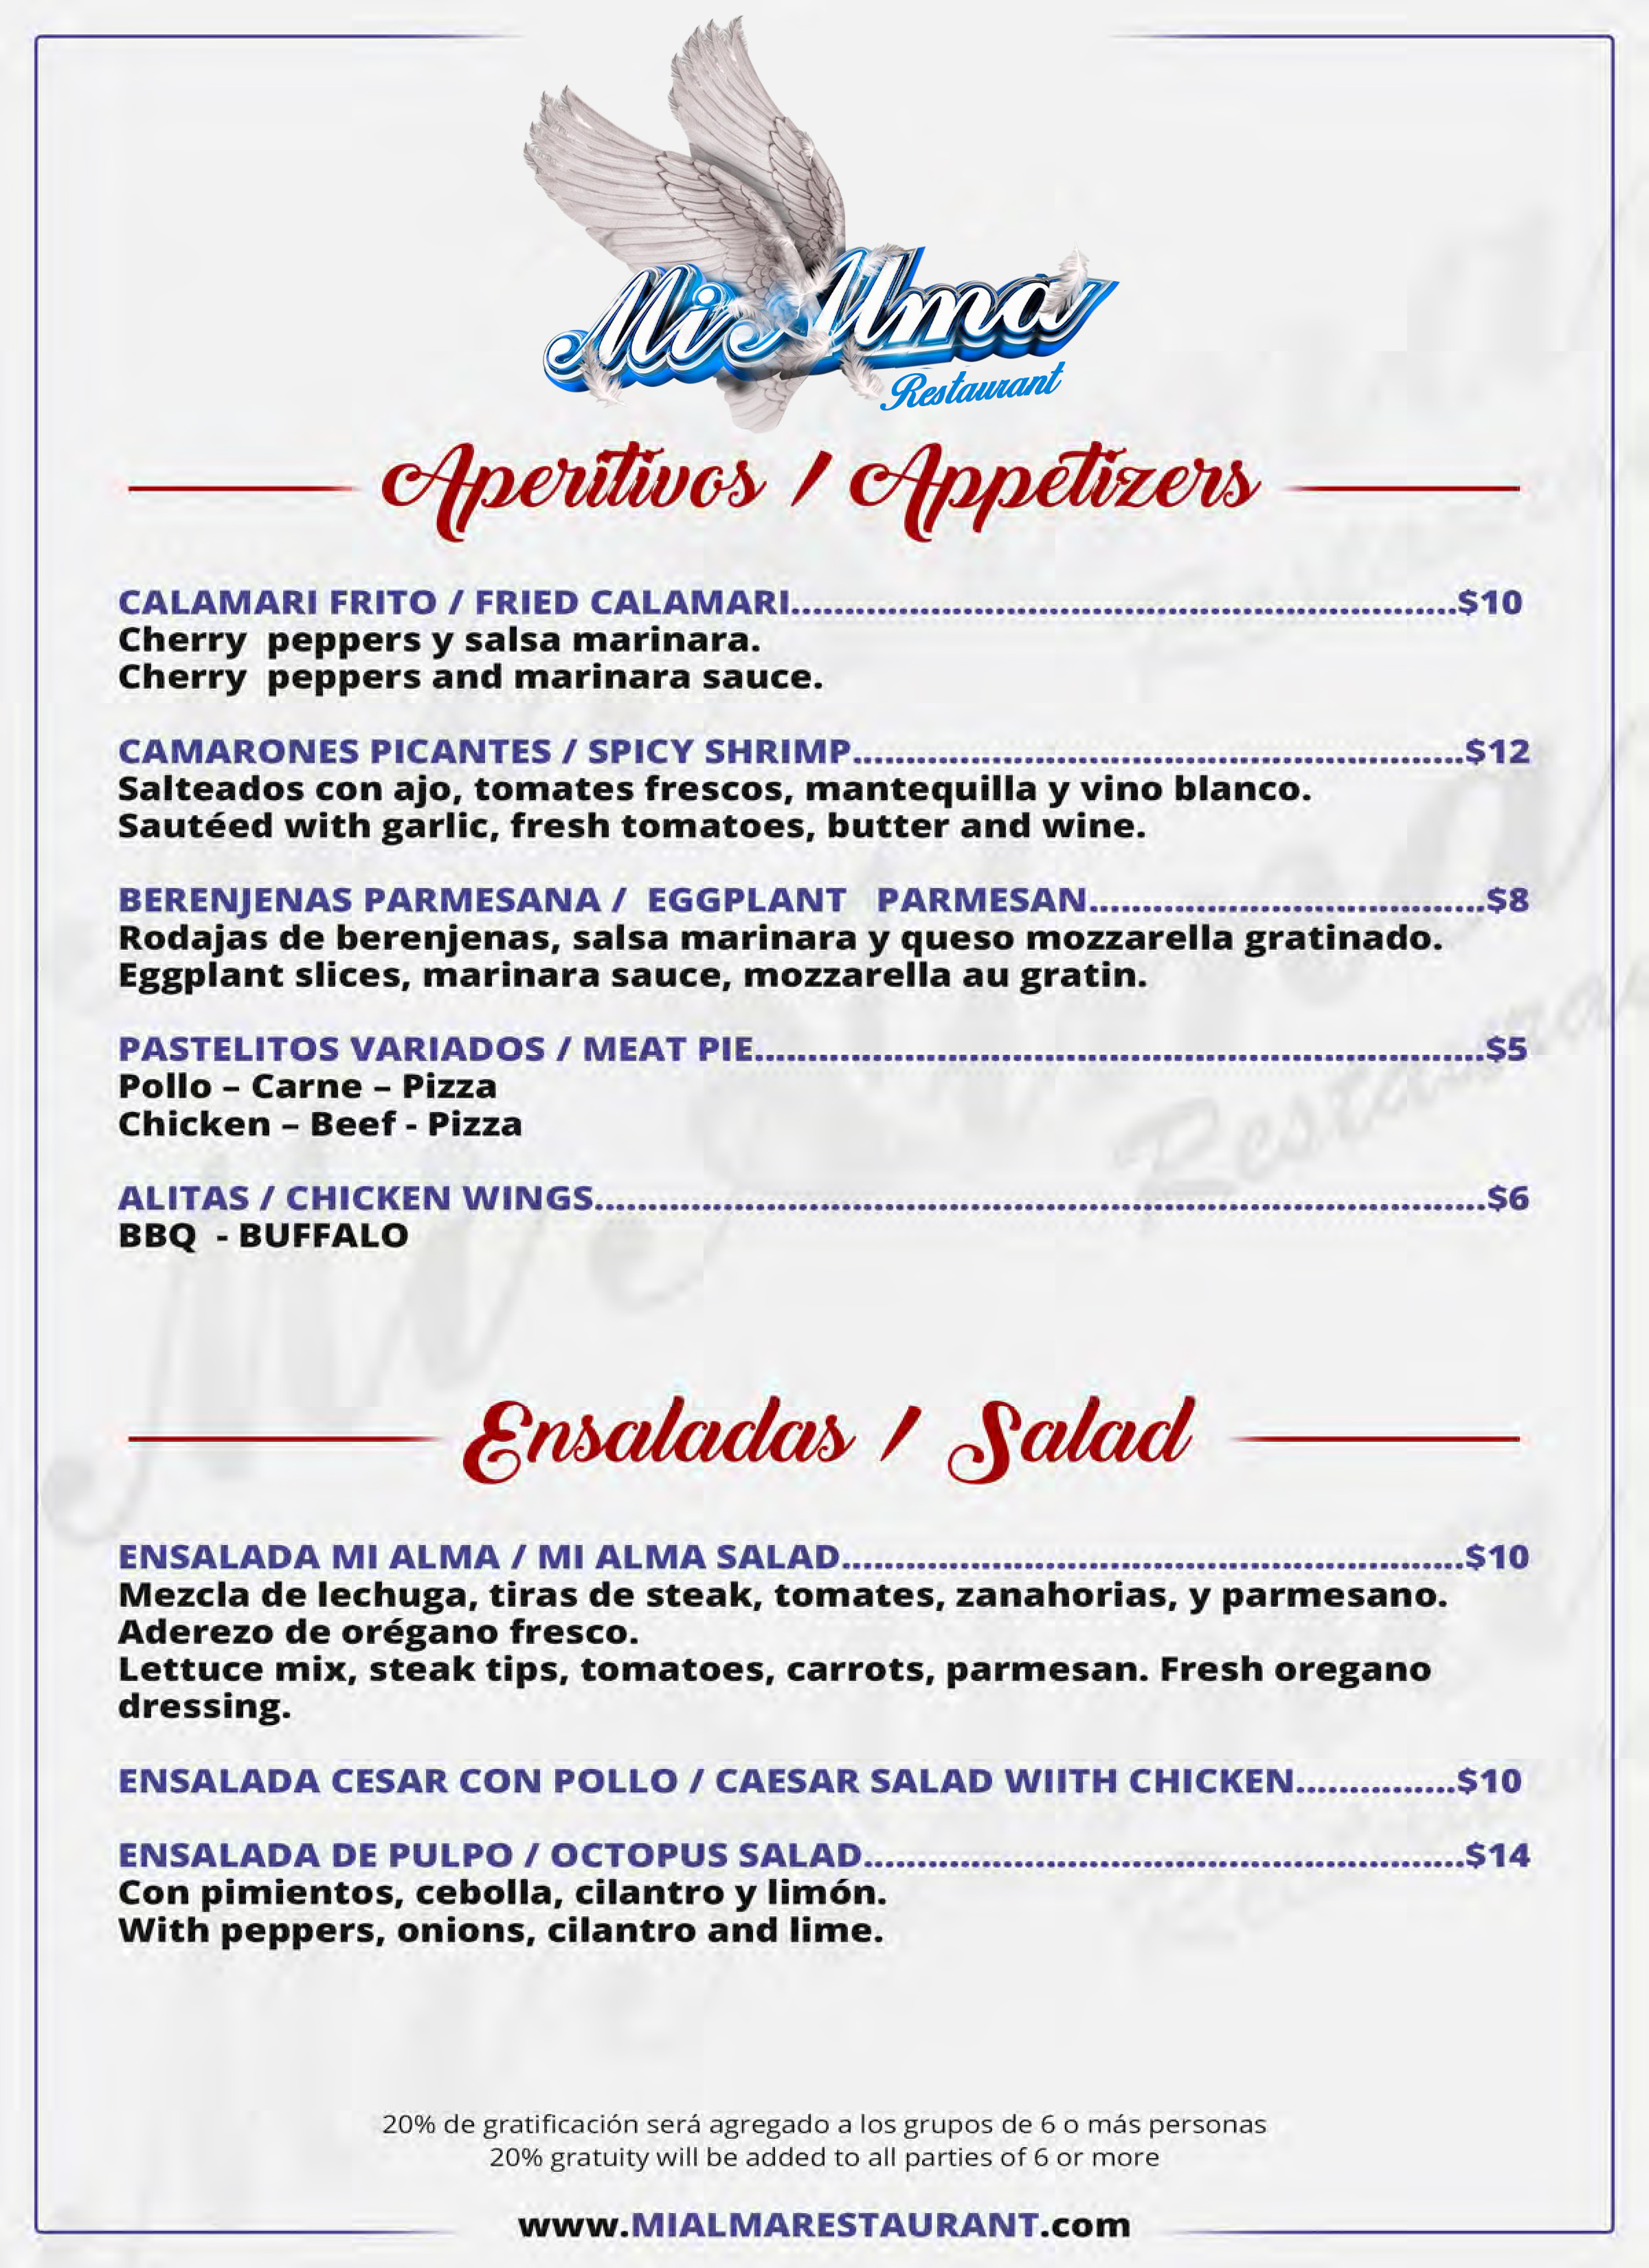 Mi Alma
Restaurant
Aperitivos / Appetizers
CALAMARI FRITO / FRIED CALAMARI..............................................................$10
Cherry  peppers y salsa marinara.
Cherry  peppers and marinara sauce.
CAMARONES PICANTES / SPICY SHRIMP.........................................................$12
Salteados con ajo, tomates frescos, mantequilla y vino blanco.
Sautéed with garlic, fresh tomatoes, butter and wine.
BERENJENAS PARMESANA /  EGGPLANT   PARMESAN.....................................$8
Rodajas de berenjenas, salsa marinara y queso mozzarella gratinado.
Eggplant slices, marinara sauce, mozzarella au gratin.
PASTELITOS VARIADOS / MEAT PIE....................................................................$5
Pollo – Carne – Pizza
Chicken – Beef - Pizza
ALITAS / CHICKEN WINGS...................................................................................$6
BBQ  - BUFFALO
Ensaladas / Salad
ENSALADA MI ALMA / MI ALMA SALAD..........................................................$10
Mezcla de lechuga, tiras de steak, tomates, zanahorias, y parmesano.
Aderezo de orégano fresco.
Lettuce mix, steak tips, tomatoes, carrots, parmesan. Fresh oregano
dressing.
ENSALADA CESAR CON POLLO / CAESAR SALAD WIITH CHICKEN...............$10
ENSALADA DE PULPO / OCTOPUS SALAD........................................................$14
Con pimientos, cebolla, cilantro y limón.
With peppers, onions, cilantro and lime.
20% de gratificación será agregado a los grupos de 6 o más personas
20% gratuity will be added to all parties of 6 or more
www.MIALMARESTAURANT.com